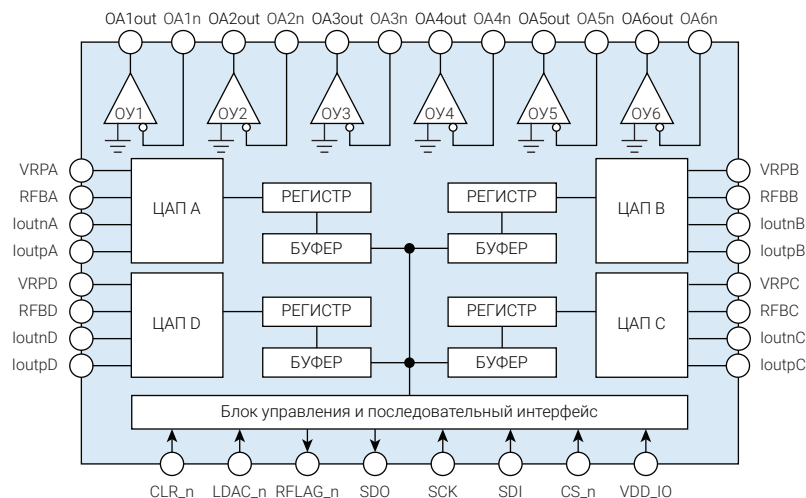 OA1out OA1n OA2out OA2n OA3out OA3n OA4out OA4n OA5out OA5n OA6out OA6n
ОУ1 ОУ2 ОУ3 ОУ4 ОУ5 ОУ6
VRPA
RFBA
IoutnA
IoutpA
ЦАП A
РЕГИСТР
БУФЕР
РЕГИСТР
БУФЕР
ЦАП B
VRPB
RFBB
IoutnB
IoutpB
VRPD
RFBD
IoutnD
IoutpD
ЦАП D
РЕГИСТР
БУФЕР
РЕГИСТР
БУФЕР
ЦАП C
VRPC
RFBC
IoutnC
IoutpC
Блок управления и последовательный интерфейс
CLR_n LDAC_n RFLAG_n SDO SCK SDI CS_n VDD_IO